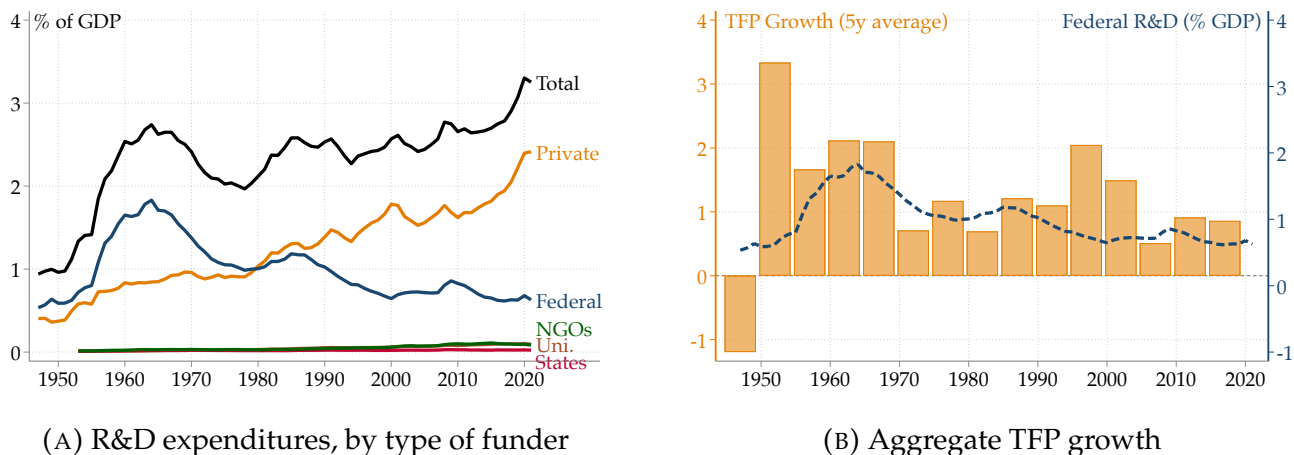 % of GDP
4
3
2
1
0
Total
Private
Federal
NGOs
Uni.
States
1950 1960 1970 1980 1990 2000 2010 2020
(A) R&D expenditures, by type of funder
TFP Growth (5y average)
Federal R&D (% GDP)
4
3
2
1
0
-1
4
3
2
1
0
-1
1950 1960 1970 1980 1990 2000 2010 2020
(B) Aggregate TFP growth